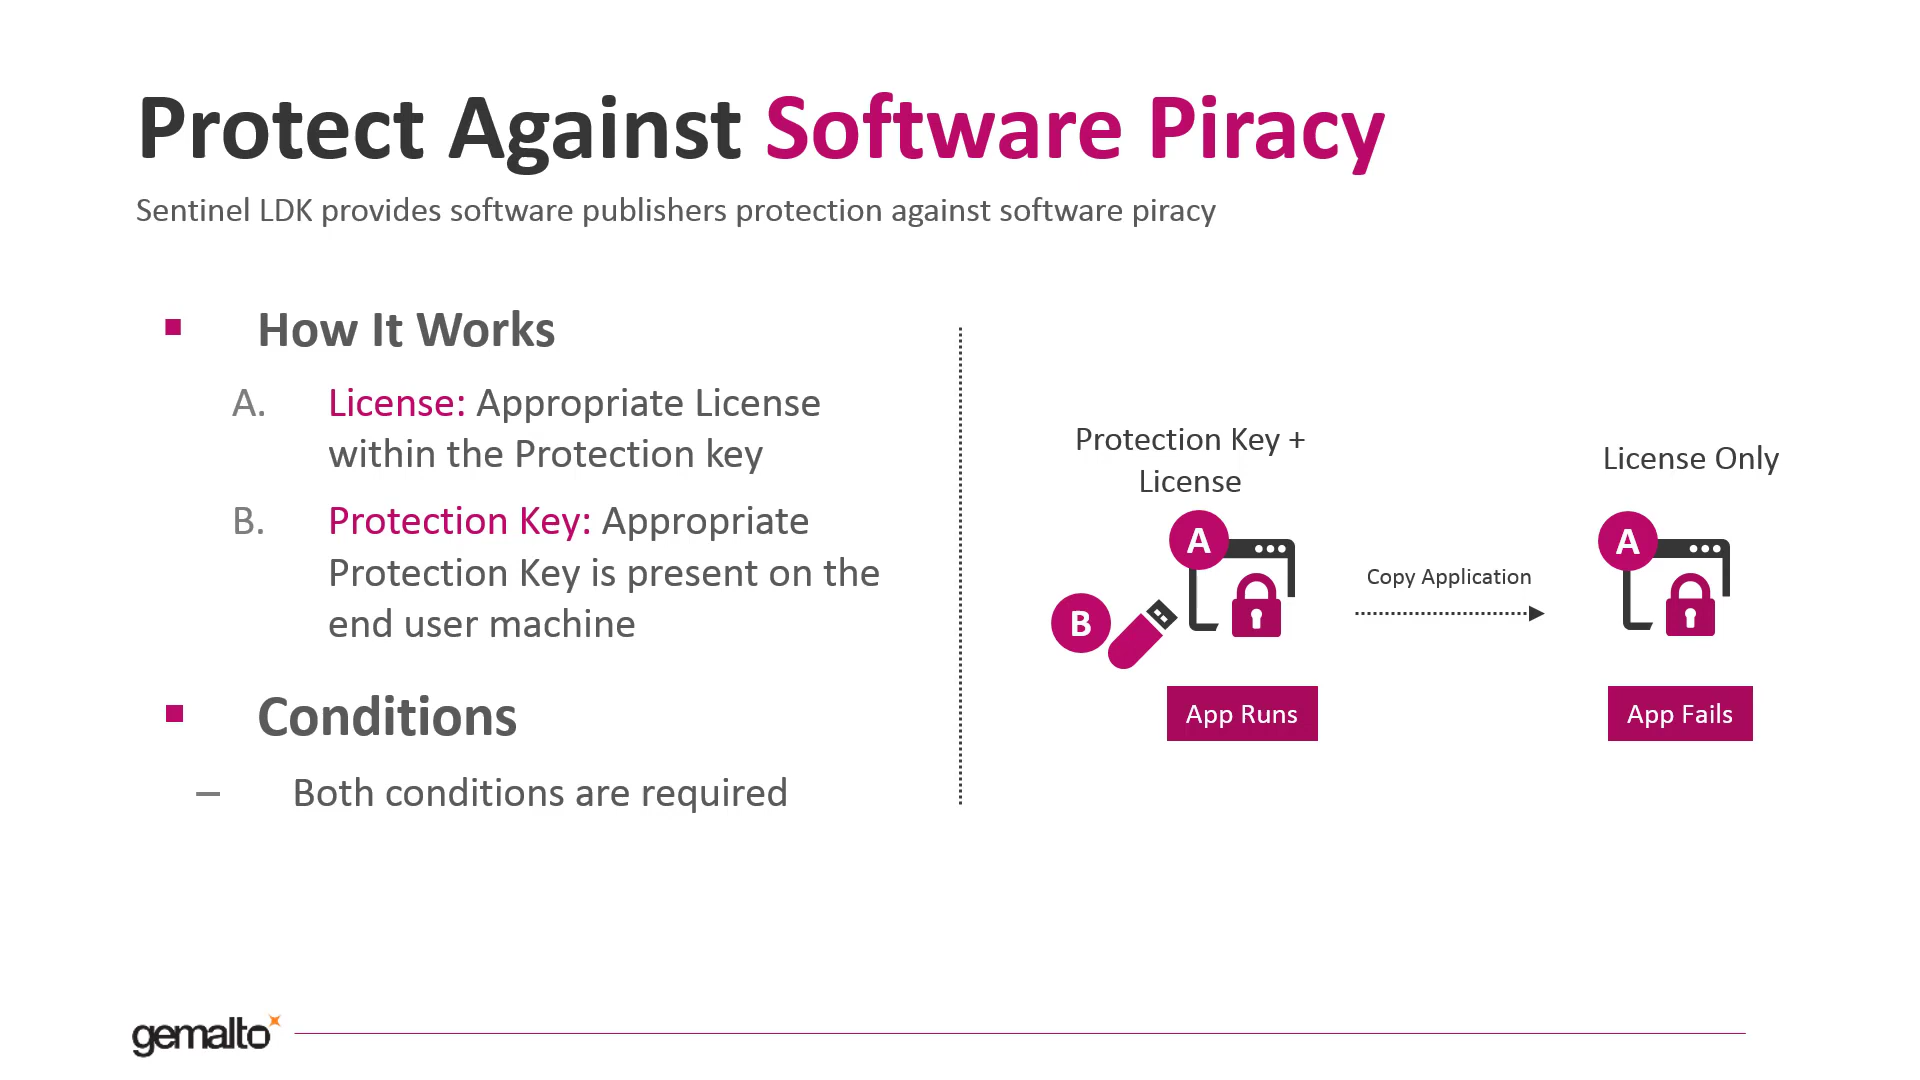 Protect Against Software Piracy
Sentinel LDK provides software publishers protection against software piracy
How It Works
A. License: Appropriate License
within the Protection key
B. Protection Key: Appropriate
Protection Key is present on the
end user machine
Conditions
– Both conditions are required
Protection Key +
License
A
B
App Runs
Copy Application
License Only
A
App Fails
gemalto